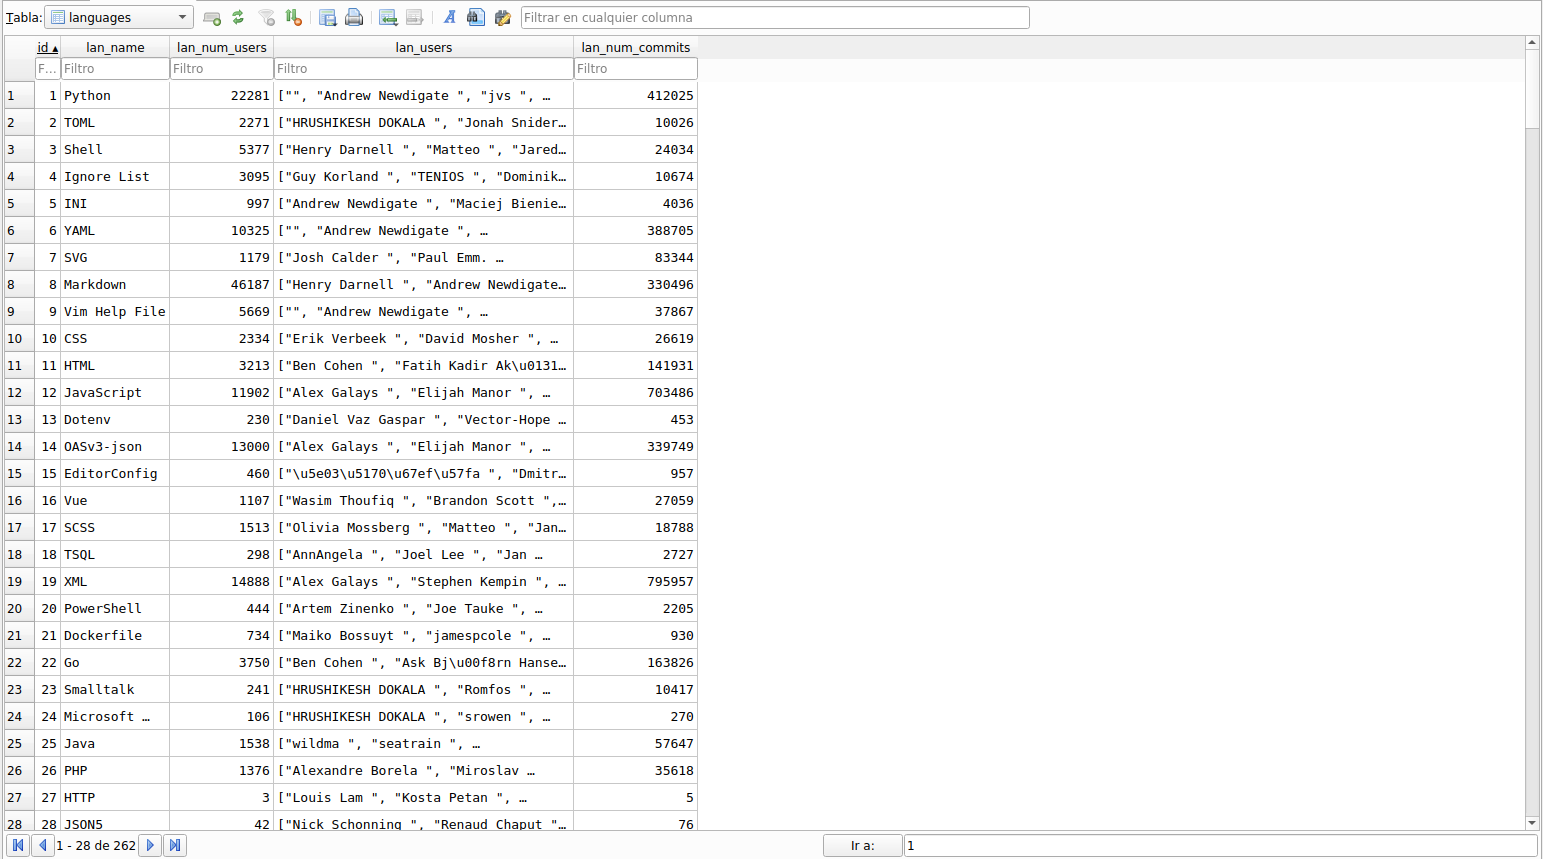 Tabla: languages Filtrar en cualquier columna
id lan_name lan_num_users lan_users lan_num_commits
F… Filtro Filtro Filtro Filtro
1 1 Python 22281 ["", "Andrew Newdigate ", "jvs ", … 412025
2 2 TOML 2271 ["HRUSHIKESH DOKALA ", "Jonah Snider… 10026
3 3 Shell 5377 ["Henry Darnell ", "Matteo ", "Jared… 24034
4 4 Ignore List 3095 ["Guy Korland ", "TENIOS ", "Dominik… 10674
5 5 INI 997 ["Andrew Newdigate ", "Maciej Bienie… 4036
6 6 YAML 10325 ["", "Andrew Newdigate ", … 388705
7 7 SVG 1179 ["Josh Calder ", "Paul Emm. … 83344
8 8 Markdown 46187 ["Henry Darnell ", "Andrew Newdigate… 330496
9 9 Vim Help File 5669 ["", "Andrew Newdigate ", … 37867
10 10 CSS 2334 ["Erik Verbeek ", "David Mosher ", … 26619
11 11 HTML 3213 ["Ben Cohen ", "Fatih Kadir Ak\u0131… 141931
12 12 JavaScript 11902 ["Alex Galays ", "Elijah Manor ", … 703486
13 13 Dotenv 230 ["Daniel Vaz Gaspar ", "Vector-Hope … 453
14 14 OASv3-json 13000 ["Alex Galays ", "Elijah Manor ", … 339749
15 15 EditorConfig 460 ["\u5e03\u5170\u67ef\u57fa ", "Dmitr… 957
16 16 Vue 1107 ["Wasim Thoufiq ", "Brandon Scott ",… 27059
17 17 SCSS 1513 ["Olivia Mossberg ", "Matteo ", "Jan… 18788
18 18 TSQL 298 ["AnnAngela ", "Joel Lee ", "Jan … 2727
19 19 XML 14888 ["Alex Galays ", "Stephen Kempin ", … 795957
20 20 PowerShell 444 ["Artem Zinenko ", "Joe Tauke ", … 2205
21 21 Dockerfile 734 ["Maiko Bossuyt ", "jamespcole ", … 930
22 22 Go 3750 ["Ben Cohen ", "Ask Bj\u00f8rn Hanse… 163826
23 23 Smalltalk 241 ["HRUSHIKESH DOKALA ", "Romfos ", … 10417
24 24 Microsoft … 106 ["HRUSHIKESH DOKALA ", "srowen ", … 270
25 25 Java 1538 ["wildma ", "seatrain ", … 57647
26 26 PHP 1376 ["Alexandre Borela ", "Miroslav … 35618
27 27 HTTP 3 ["Louis Lam ", "Kosta Petan ", … 5
28 28 JSON5 42 ["Nick Schonning ", "Renaud Chaput "… 76
1 - 28 de 262 Ir a: 1